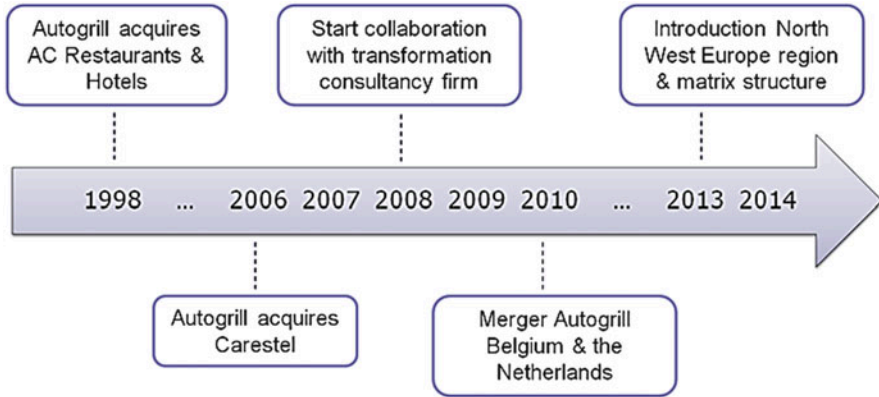 Autogrill acquires
AC Restaurants &
Hotels
Start collaboration
with transformation
consultancy firm
Introduction North
West Europe region
& matrix structure
1998 ... 2006 2007 2008 2009 2010 ... 2013 2014
Autogrill acquires
Carestel
Merger Autogrill
Belgium & the
Netherlands